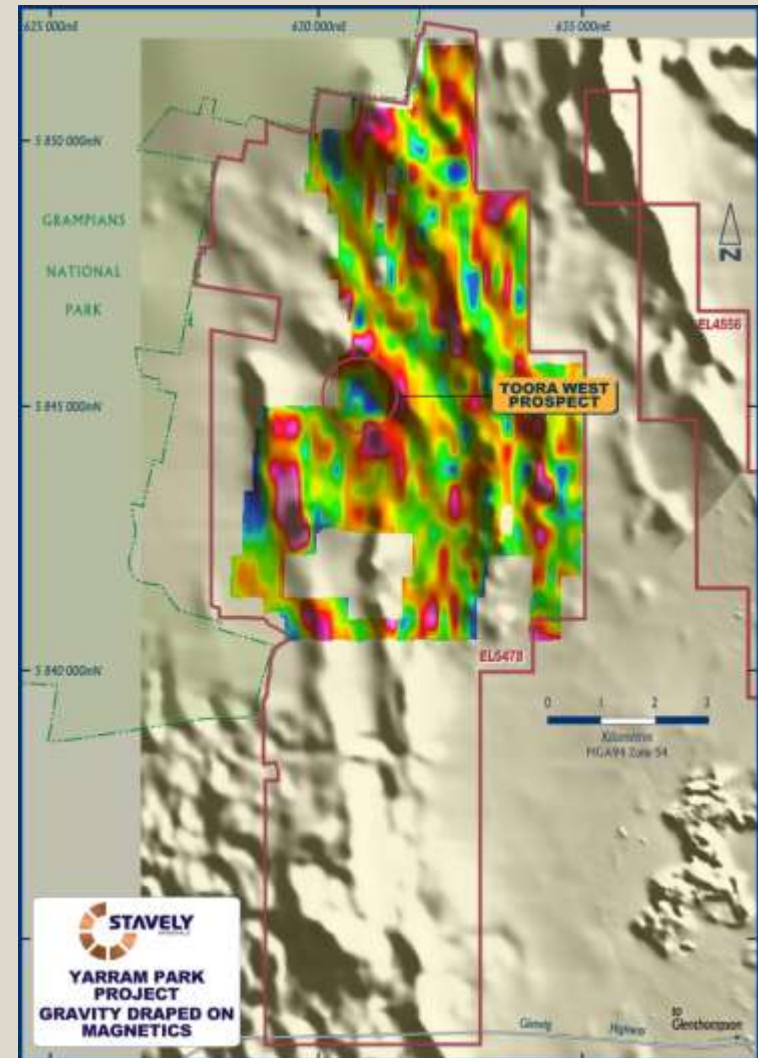 625 000mE
630 000mE
635 000mE
5 850 000mN
GRAMPIANS
NATIONAL
PARK
N
EL4556
TOORA WEST
PROSPECT
5 845 000mN
5 840 000mN
EL5478
0 1 2 3
Kilometres
MGA94 Zone 54
STAVELY
MINERALS
YARRAM PARK
PROJECT
GRAVITY DRAPED ON
MAGNETICS
to
Glenthompson
Glenelg Highway